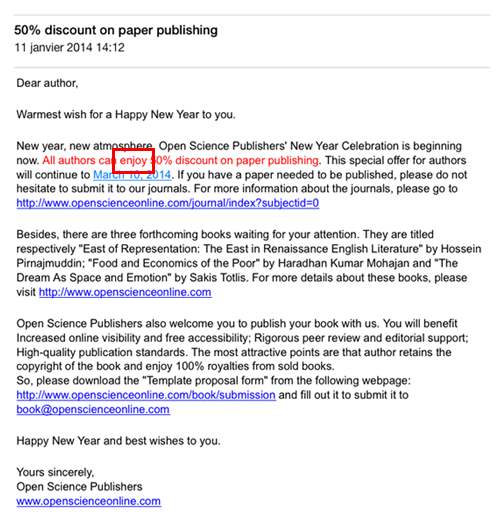 50% discount on paper publishing
11 janvier 2014 14:12
Dear author,
Warmest wish for a Happy New Year to you.
New year, new atmosphere, Open Science Publishers' New Year Celebration is beginning
now. All authors can enjoy 50% discount on paper publishing. This special offer for authors
will continue to March 10, 2014. If you have a paper needed to be published, please do not
hesitate to submit it to our journals. For more information about the journals, please go to
http://www.openscienceonline.com/journal/index?subjectid=0
Besides, there are three forthcoming books waiting for your attention. They are titled
respectively "East of Representation: The East in Renaissance English Literature" by Hossein
Pirnajmuddin; "Food and Economics of the Poor" by Haradhan Kumar Mohajan and "The
Dream As Space and Emotion" by Sakis Totlis. For more details about these books, please
visit http://www.openscienceonline.com
Open Science Publishers also welcome you to publish your book with us. You will benefit
Increased online visibility and free accessibility; Rigorous peer review and editorial support;
High-quality publication standards. The most attractive points are that author retains the
copyright of the book and enjoy 100% royalties from sold books.
So, please download the "Template proposal form" from the following webpage:
http://www.openscienceonline.com/book/submission and fill out it to submit it to
book@openscienceonline.com
Happy New Year and best wishes to you.
Yours sincerely,
Open Science Publishers
www.openscienceonline.com